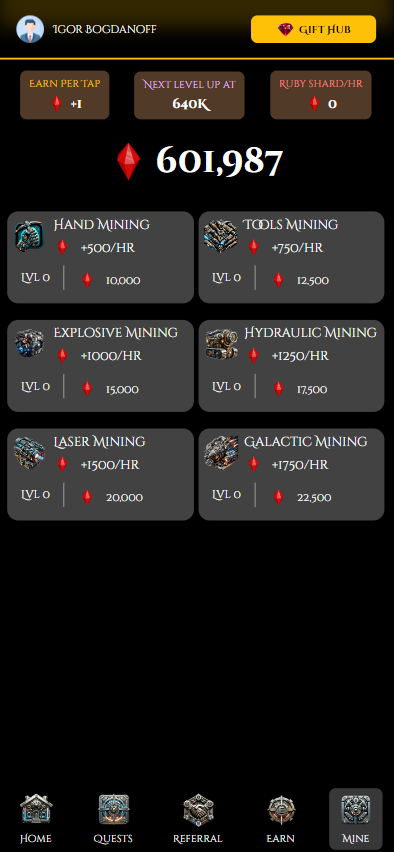 Igor Bogdanoff
Gift Hub
Earn Per Tap
+1
Next level up at
640K
Ruby Shard/HR
0
601,987
Hand Mining
+500/HR
LVL 0
10,000
Tools Mining
+750/HR
LVL 0
12,500
Explosive Mining
+1000/HR
LVL 0
15,000
Hydraulic Mining
+1250/HR
LVL 0
17,500
Laser Mining
+1500/HR
LVL 0
20,000
Galactic Mining
+1750/HR
LVL 0
22,500
Home
Quests
Referral
Earn
Mine